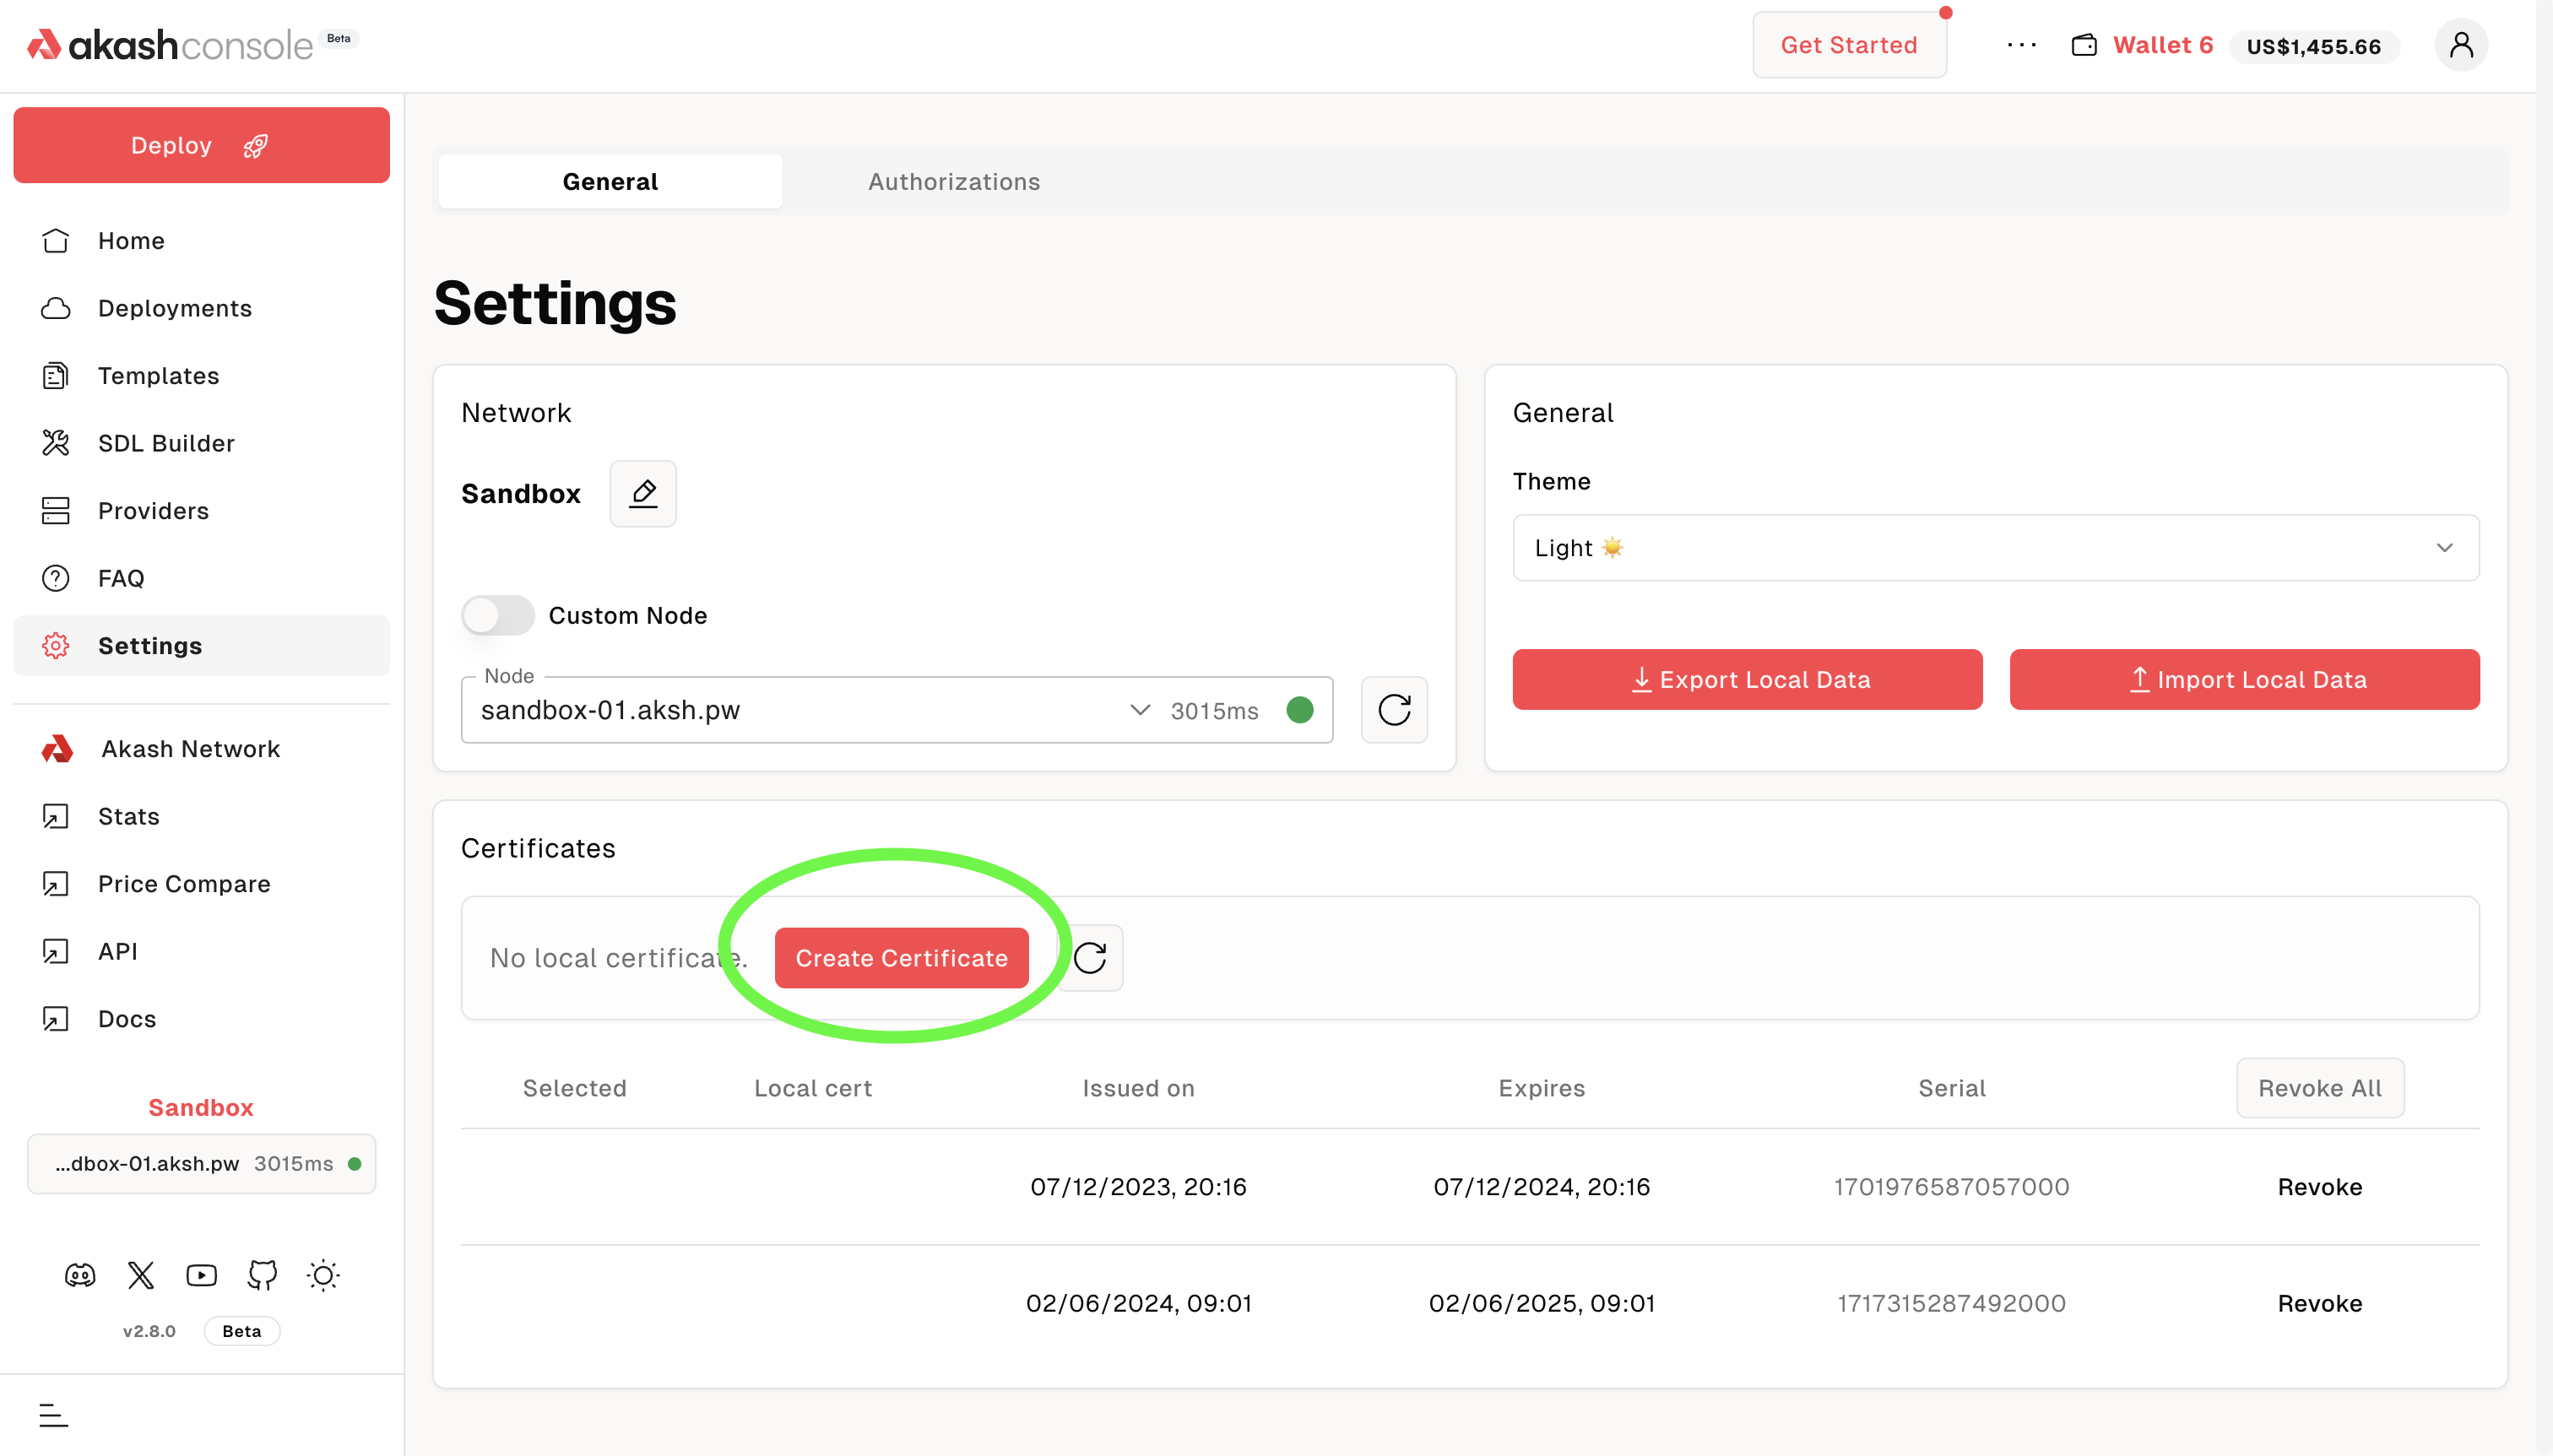 akashconsole Beta
Get Started
Wallet 6 US$1,455.66
Deploy
Home
Deployments
Templates
SDL Builder
Providers
FAQ
Settings
Akash Network
Stats
Price Compare
API
Docs
Sandbox
...dbox-01.aksh.pw 3015ms
v2.8.0 Beta
General Authorizations
Settings
Network
Sandbox
Custom Node
Node
sandbox-01.aksh.pw 3015ms
General
Theme
Light
Export Local Data Import Local Data
Certificates
No local certificate. Create Certificate
Selected Local cert Issued on Expires Serial Revoke All
07/12/2023, 20:16 07/12/2024, 20:16 1701976587057000 Revoke
02/06/2024, 09:01 02/06/2025, 09:01 1717315287492000 Revoke